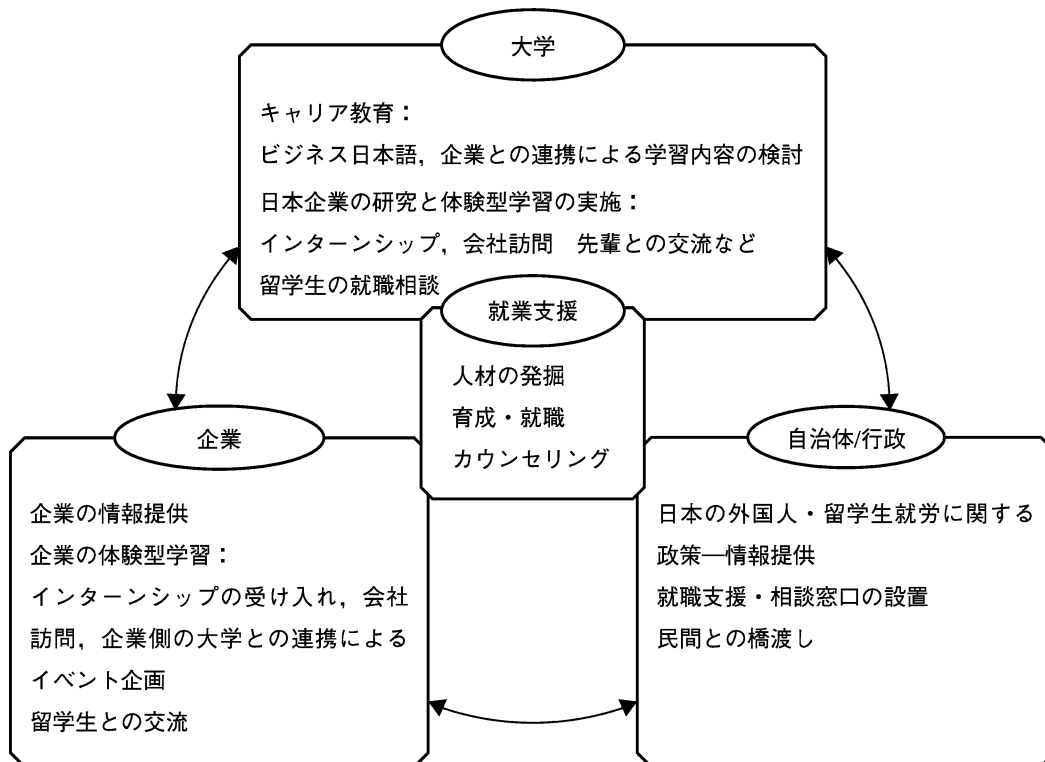 大学
キャリア教育：
ビジネス日本語，企業との連携による学習内容の検討
日本企業の研究と体験型学習の実施：
インターンシップ，会社訪問　先輩との交流など
留学生の就職相談
就業支援
人材の発掘
育成・就職
カウンセリング
企業
企業の情報提供
企業の体験型学習：
インターンシップの受け入れ，会社
訪問，企業側の大学との連携による
イベント企画
留学生との交流
自治体/行政
日本の外国人・留学生就労に関する
政策―情報提供
就職支援・相談窓口の設置
民間との橋渡し